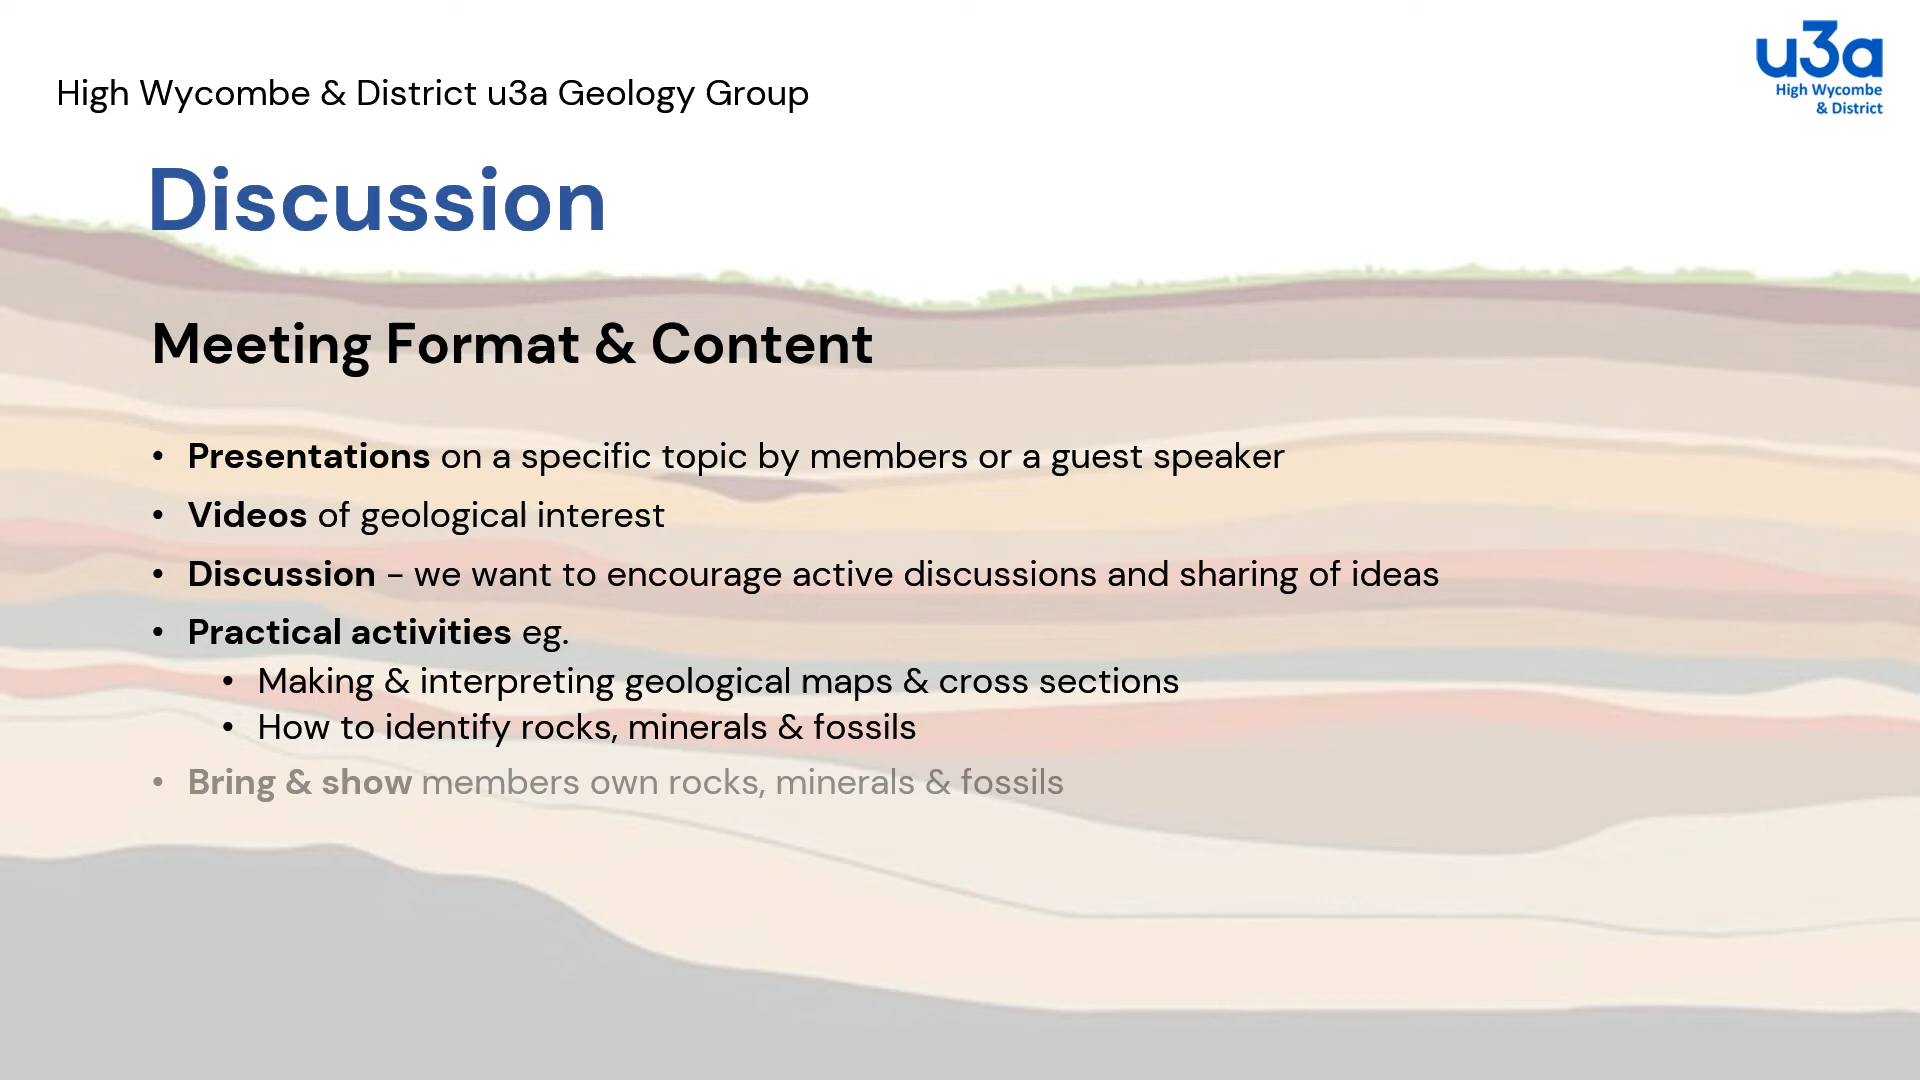 High Wycombe & District u3a Geology Group
u3a
High Wycombe
& District
Discussion
Meeting Format & Content
• Presentations on a specific topic by members or a guest speaker
• Videos of geological interest
• Discussion – we want to encourage active discussions and sharing of ideas
• Practical activities eg.
• Making & interpreting geological maps & cross sections
• How to identify rocks, minerals & fossils
• Bring & show members own rocks, minerals & fossils